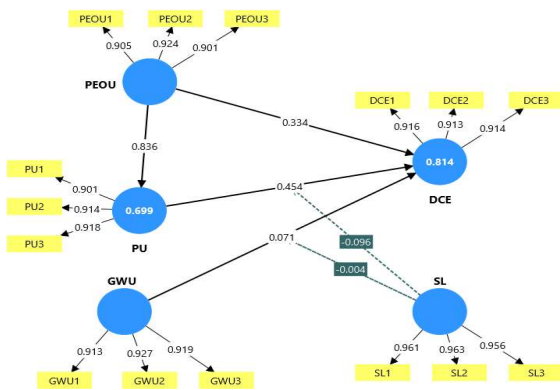 PEOU1
PEOU2
PEOU3
0.905
0.924
0.901
PEOU
DCE1
DCE2
DCE3
0.916
0.913
0.914
0.334
0.836
0.814
DCE
PU1
PU2
PU3
0.901
0.914
0.918
0.699
PU
0.454
0.071
-0.096
-0.004
GWU
SL
0.913
0.927
0.919
GWU1
GWU2
GWU3
0.961
0.963
0.956
SL1
SL2
SL3